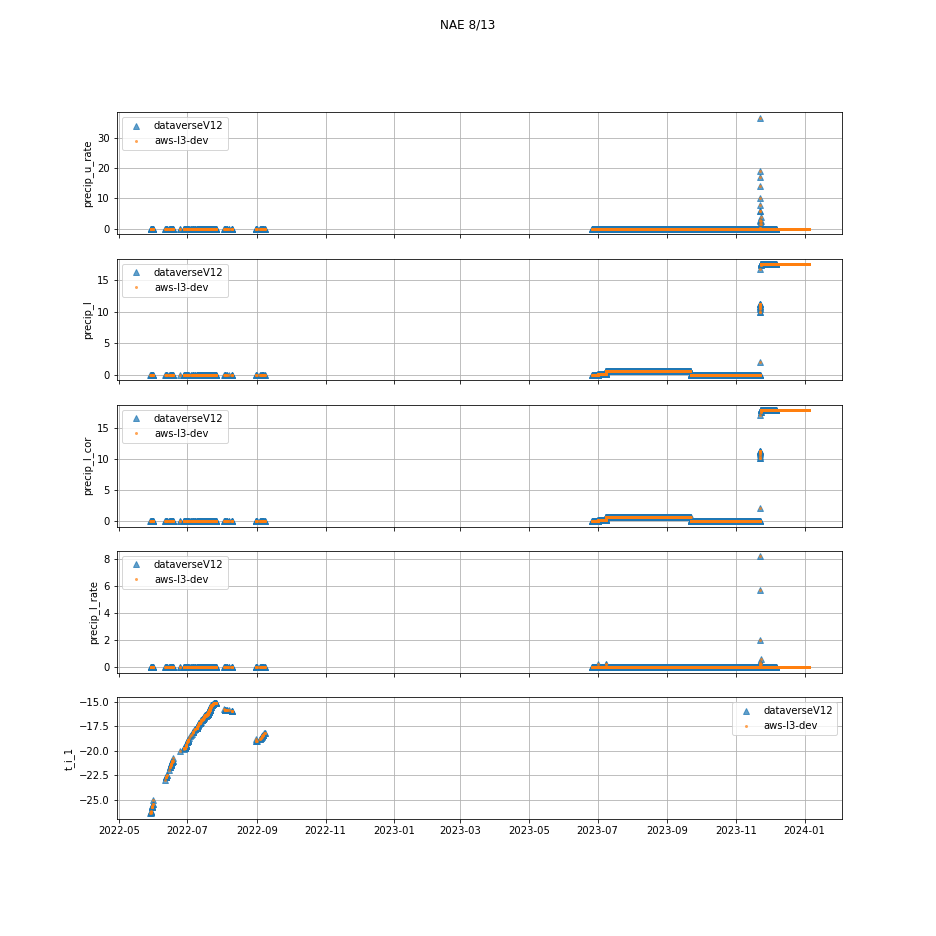 NAE 8/13
dataverseV12
aws-l3-dev
precip_u_rate
30
20
10
0
dataverseV12
aws-l3-dev
precip_l
15
10
5
0
dataverseV12
aws-l3-dev
precip_l_cor
15
10
5
0
dataverseV12
aws-l3-dev
precip_l_rate
8
6
4
2
0
dataverseV12
aws-l3-dev
t_i_1
−15.0
−17.5
−20.0
−22.5
−25.0
2022-05 2022-07 2022-09 2022-11 2023-01 2023-03 2023-05 2023-07 2023-09 2023-11 2024-01